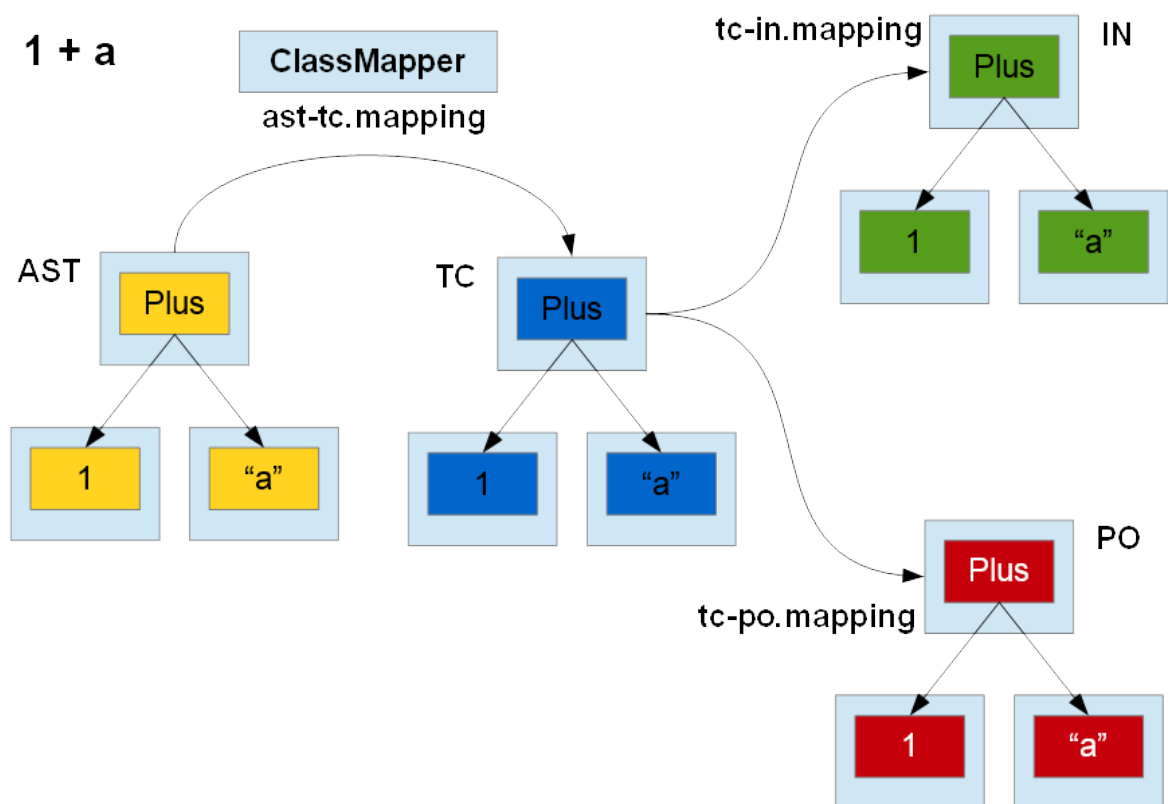 1 + a
ClassMapper
ast-tc.mapping
tc-in.mapping
IN
Plus
1
“a”
AST
Plus
1
“a”
TC
Plus
1
“a”
PO
Plus
tc-po.mapping
1
“a”